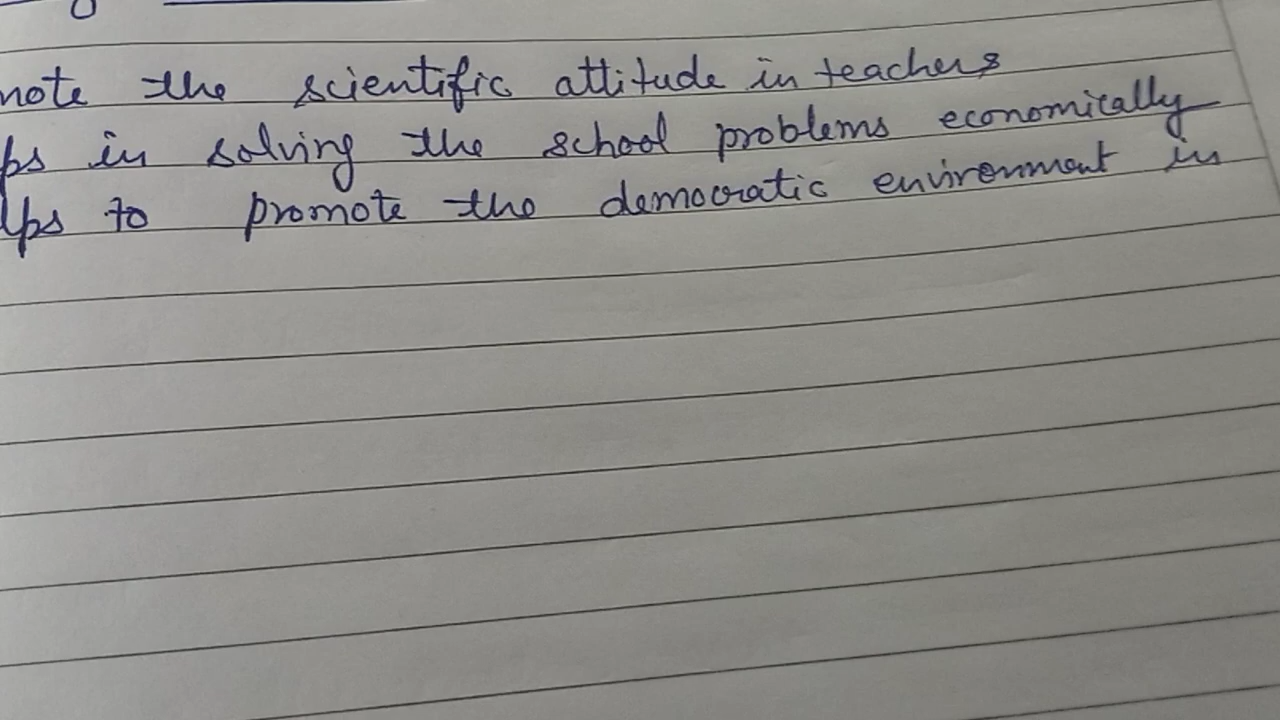 note the scientific attitude in teachers
ps in solving the school problems economically
lps to promote the democratic environment in